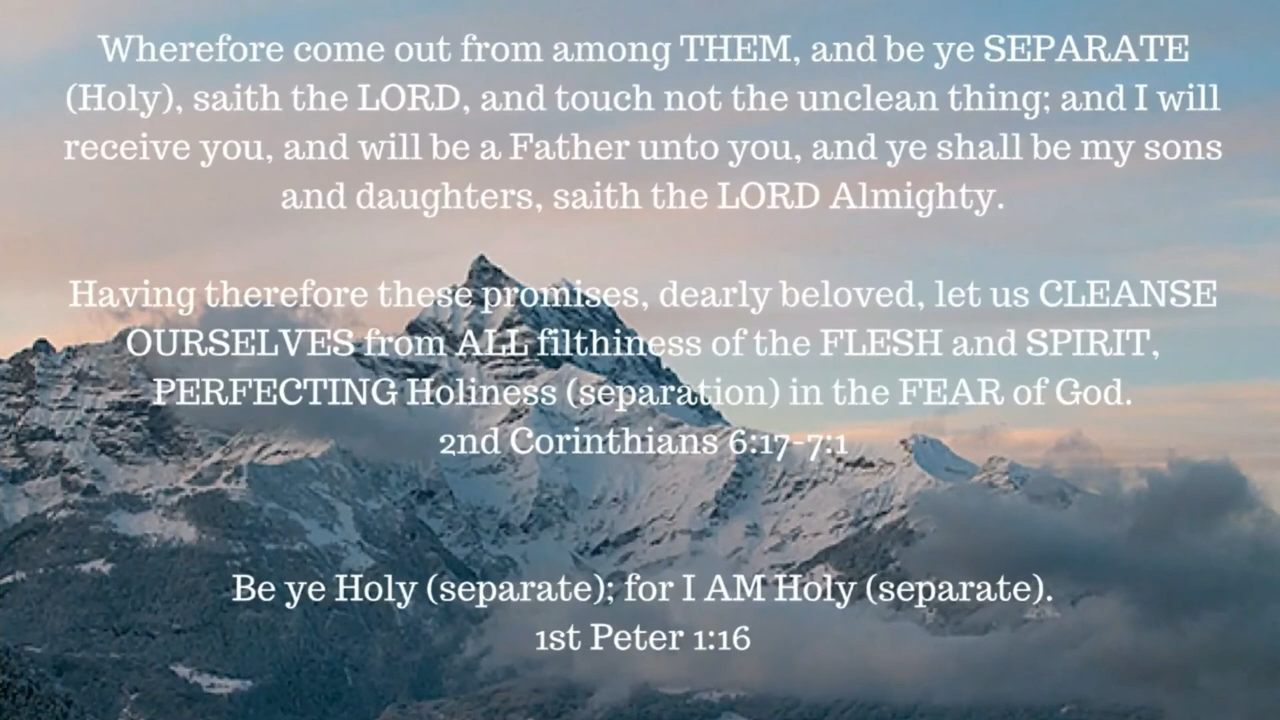 Wherefore come out from among THEM, and be ye SEPARATE
(Holy), saith the LORD, and touch not the unclean thing; and I will
receive you, and will be a Father unto you, and ye shall be my sons
and daughters, saith the LORD Almighty.
Having therefore these promises, dearly beloved, let us CLEANSE
OURSELVES from ALL filthiness of the FLESH and SPIRIT,
PERFECTING Holiness (separation) in the FEAR of God.
2nd Corinthians 6:17-7:1
Be ye Holy (separate); for I AM Holy (separate).
1st Peter 1:16